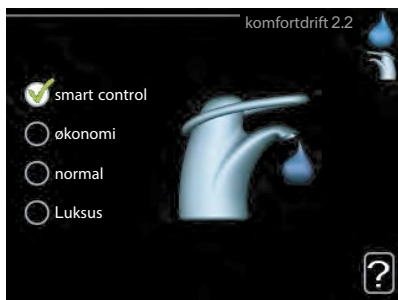 komfortdrift 2.2
smart control
økonomi
normal
Luksus
?